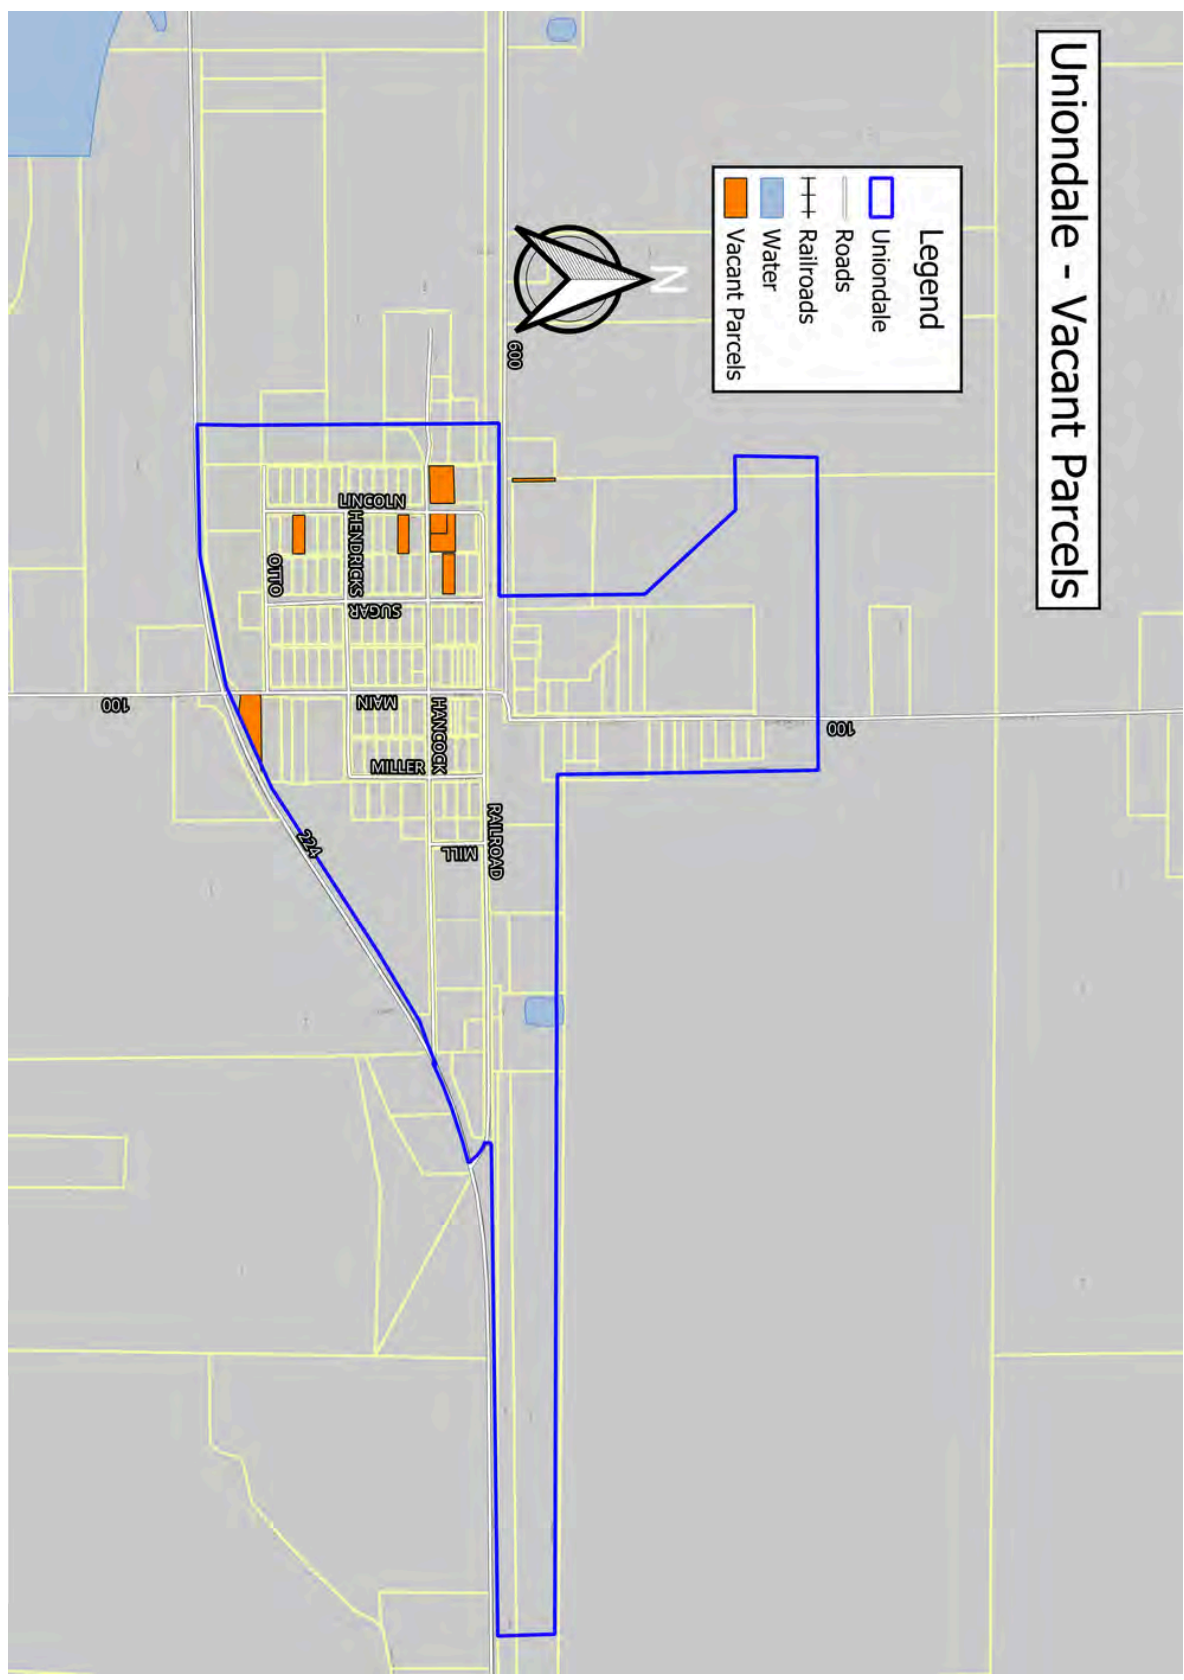 Uniondale - Vacant Parcels
Legend
Uniondale
Roads
Railroads
Water
Vacant Parcels
N
600
LINCOLN
HENDRICKS
OTTO
SUGAR
100
MAIN
HANCOCK
100
MILLER
RAILROAD
MILL
224